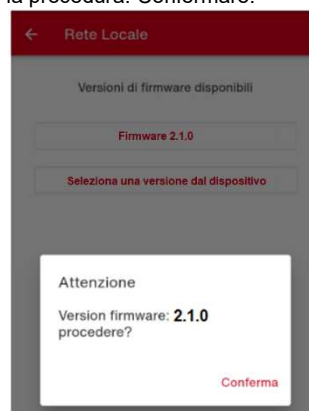 la procedura. Confermare.
← Rete Locale
Versioni di firmware disponibili
Firmware 2.1.0
Seleziona una versione dal dispositivo
Attenzione
Version firmware: 2.1.0
procedere?
Conferma